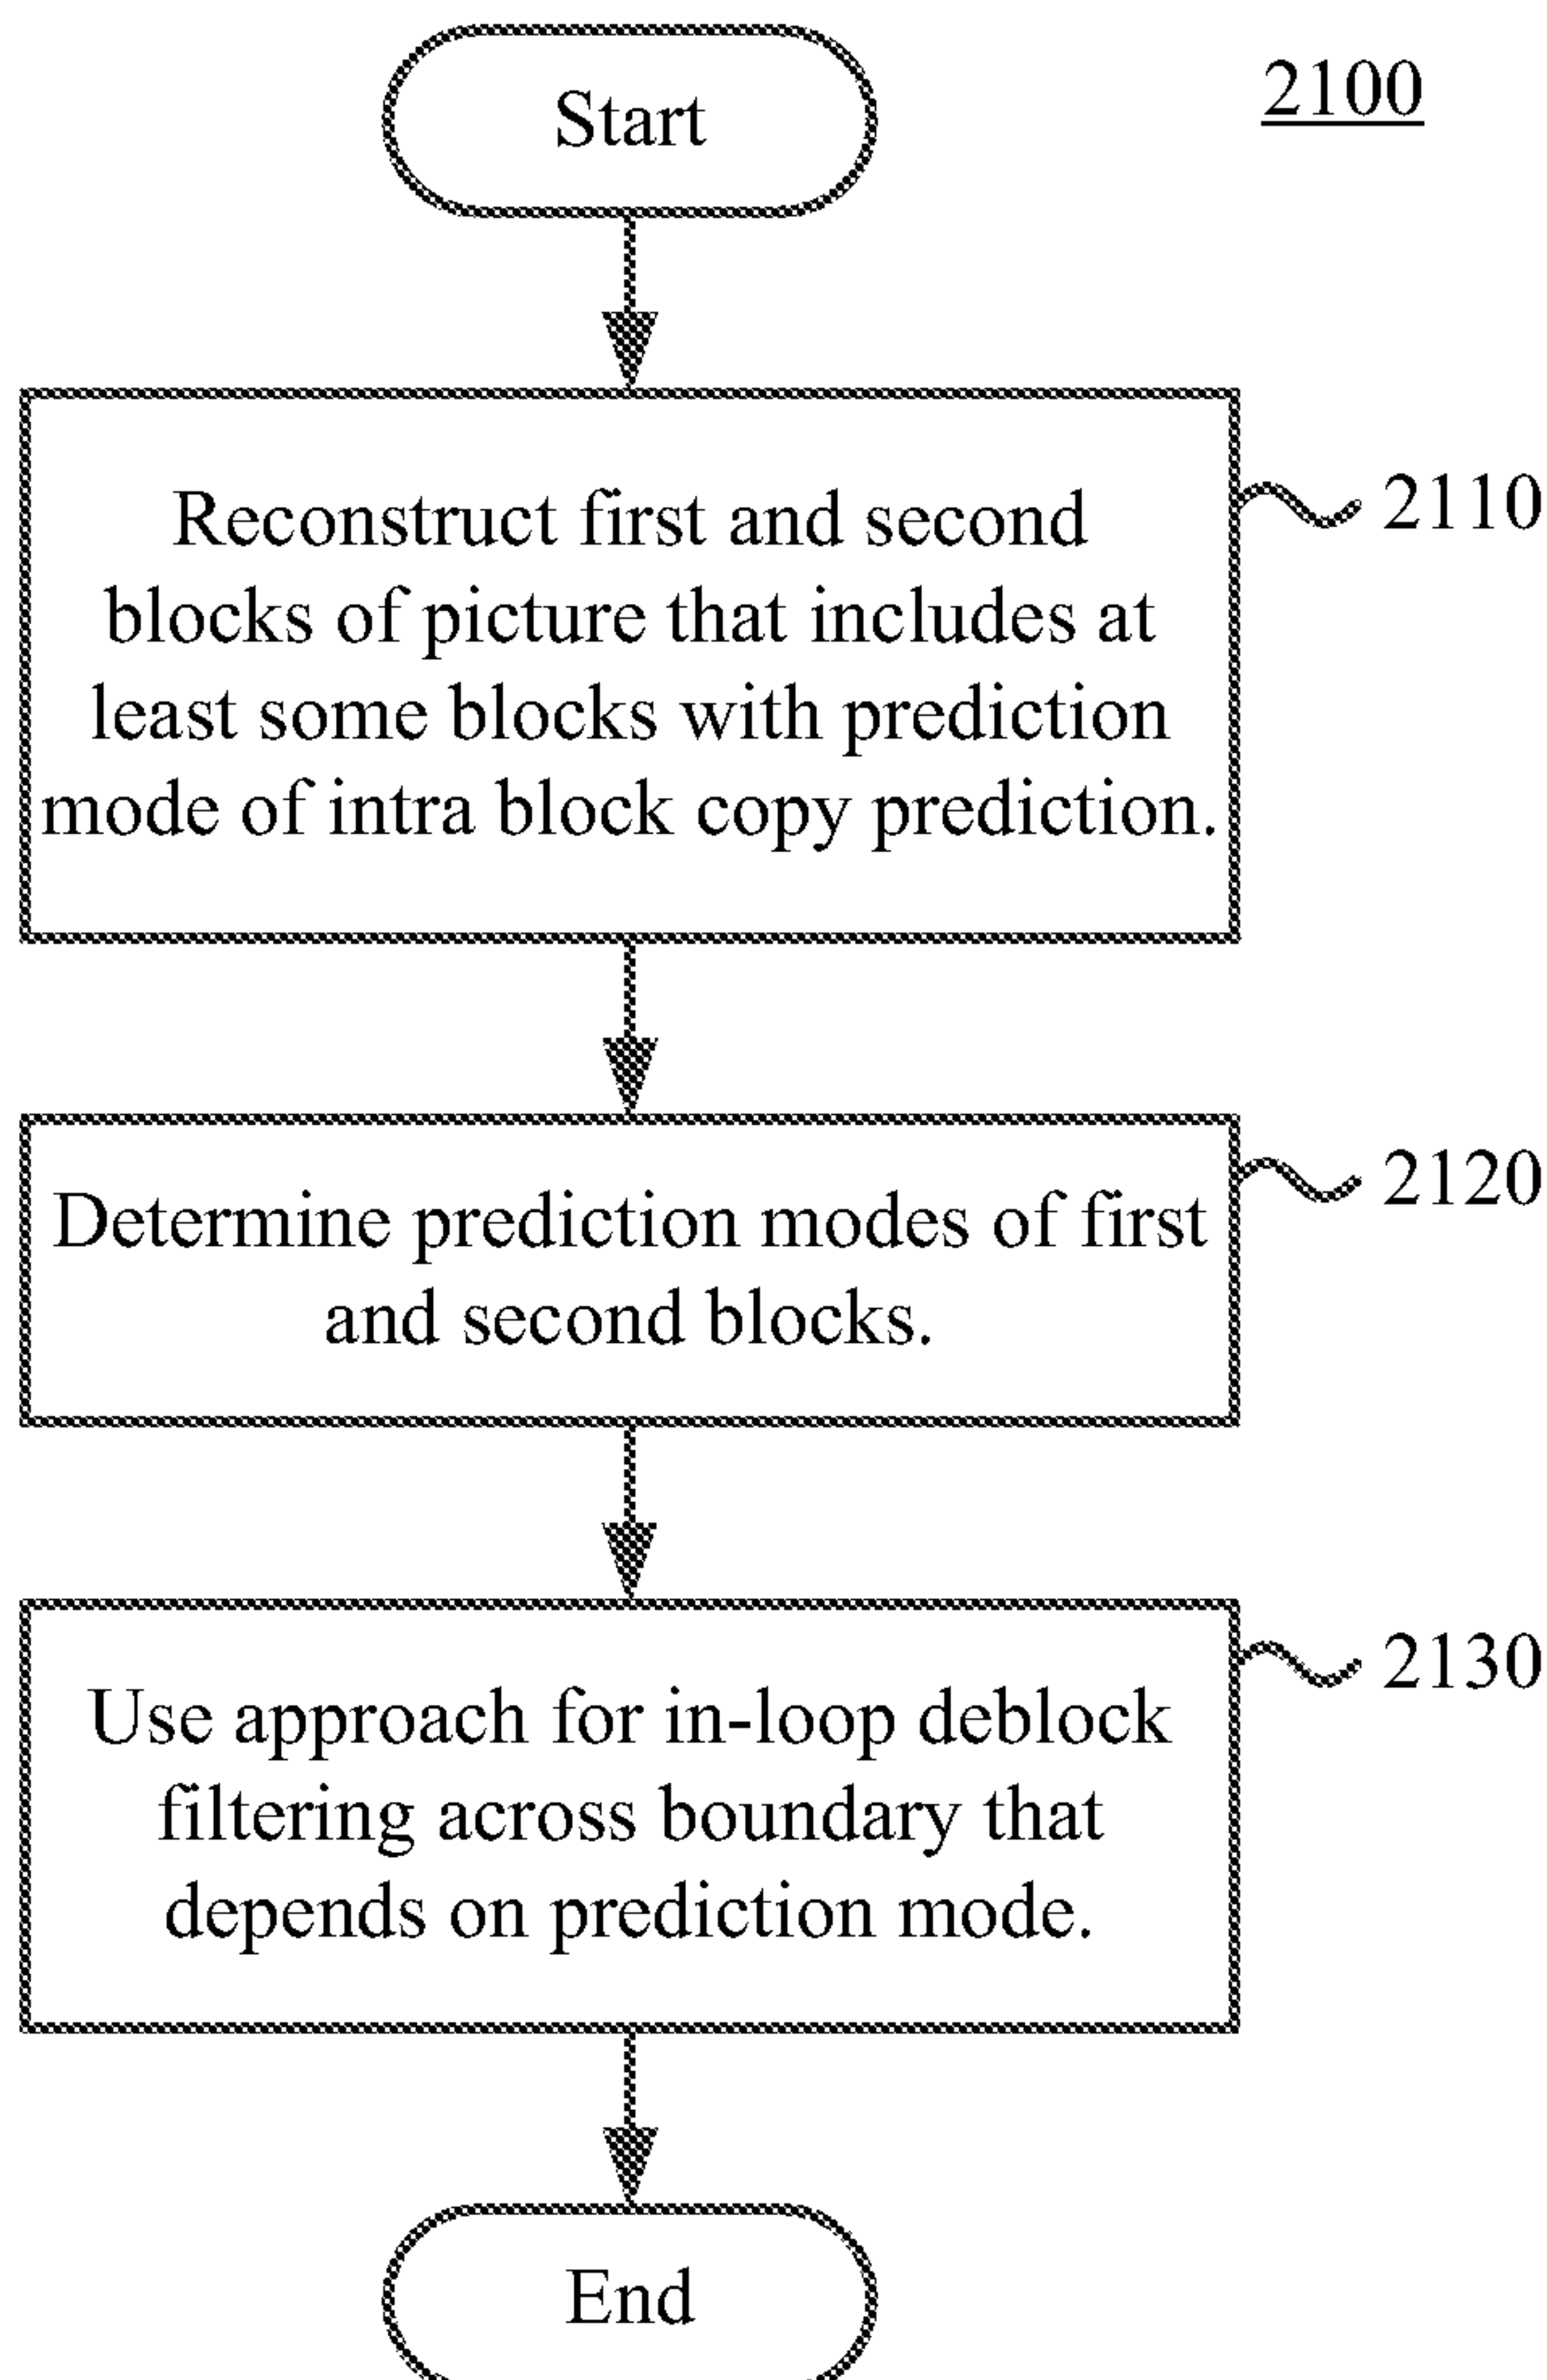 Start
2100
Reconstruct first and second
blocks of picture that includes at
least some blocks with prediction
mode of intra block copy prediction.
2110
Determine prediction modes of first
and second blocks.
2120
Use approach for in-loop deblock
filtering across boundary that
depends on prediction mode.
2130
End